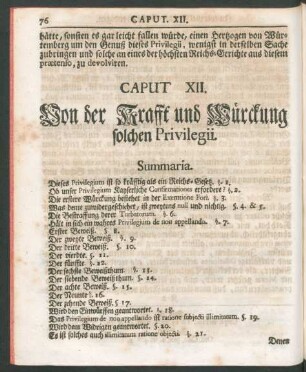 76 CAPUT. XII.
hätte, sonsten es gar leicht fallen würde, einen Herzogen von Wür-
temberg um den Genuß dieses Privilegii, wenigst in derselben Sache
zubringen und solche an eines der höchsten Reichs-Gerichte aus diesem
prætenso, zu devolviren.
CAPUT XII.
Von der Krafft und Würckung
solchen Privilegii.
Summaria.
Dieses Privilegium ist so kräfftig als ein Reichs-Gesetz. §. 1.
Ob unser Privilegium Kayserliche Confirmationes erfordere? §. 2.
Die erstere Würckung bestehet in der Exemtione Fori. §. 3.
Was deme zuwidergeschiehet, ist zweytens null und nichtig. §. 4. & 5.
Die Bestraffung derer Turbatorum. §. 6.
Hält in sich ein wahres Privilegium de non appellando. §. 7.
Erster Beweiß. §. 8.
Der zweyte Beweiß. §. 9.
Der dritte Beweiß. §. 10.
Der vierdte. §. 11.
Der fünffte. §. 12.
Der sechste Beweisthum. §. 13.
Der siebende Beweisthum. §. 14.
Der achte Beweiß. §. 15.
Der Neunte §. 16.
Der zehende Beweiß. §. 17
Wird den Einwürffen geantwortet. §. 18.
Das Privilegium de non appellando ist ratione subjecti illimitatum. §. 19.
Wird dem Widrigen geantwortet. §. 20.
Es ist solches auch illimitatum ratione objecti §. 21.
Denen